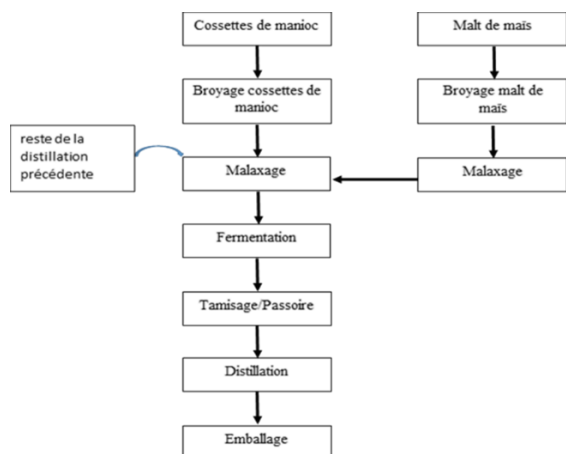 Cossettes de manioc
Malt de maïs
Broyage cossettes de
manioc
Broyage malt de
maïs
reste de la
distillation
précédente
Malaxage
Malaxage
Fermentation
Tamisage/Passoire
Distillation
Emballage